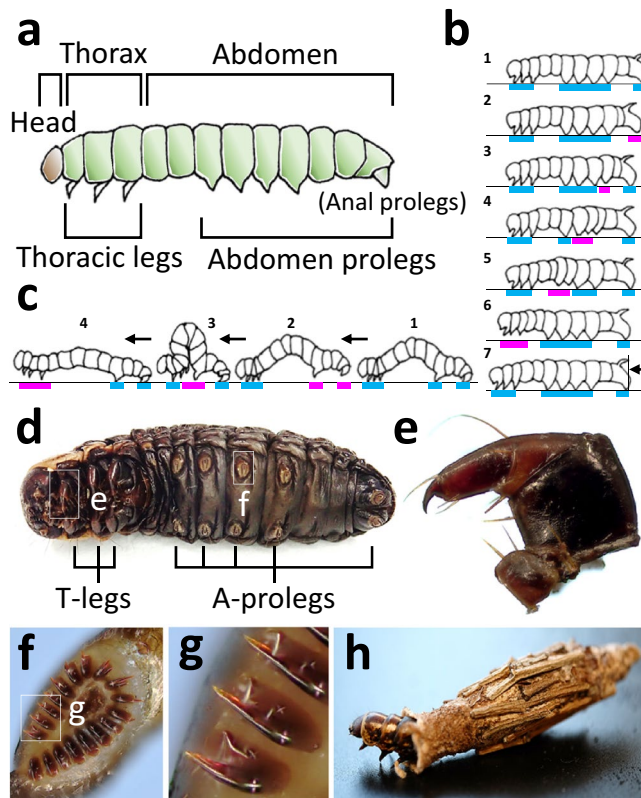 a
Thorax
Abdomen
Head
(Anal prolegs)
Thoracic legs
Abdomen prolegs
b
1
2
3
4
5
6
7
c
4
3
2
1
d
e
f
T-legs
A-prolegs
e
f
g
g
h